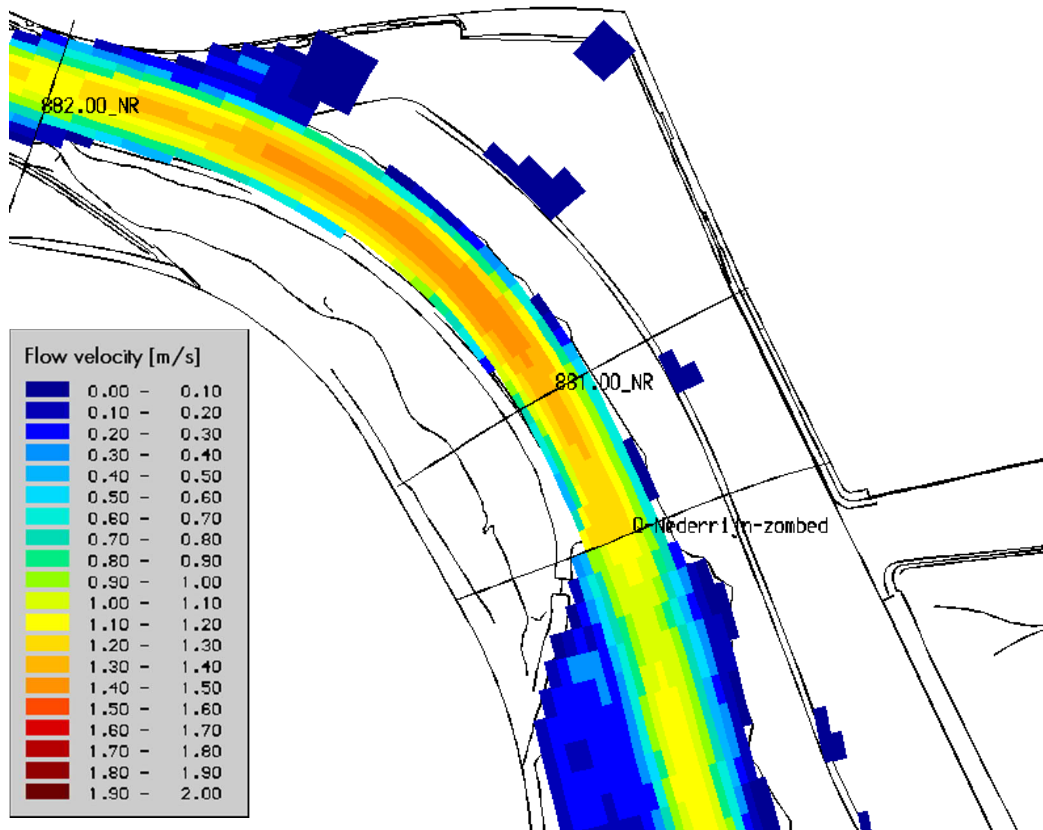 882.00_NR
Flow velocity [m/s]
0.00 - 0.10
0.10 - 0.20
0.20 - 0.30
0.30 - 0.40
0.40 - 0.50
0.50 - 0.60
0.60 - 0.70
0.70 - 0.80
0.80 - 0.90
0.90 - 1.00
1.00 - 1.10
1.10 - 1.20
1.20 - 1.30
1.30 - 1.40
1.40 - 1.50
1.50 - 1.60
1.60 - 1.70
1.70 - 1.80
1.80 - 1.90
1.90 - 2.00
881.00_NR
Q-Nederrijn-zombed